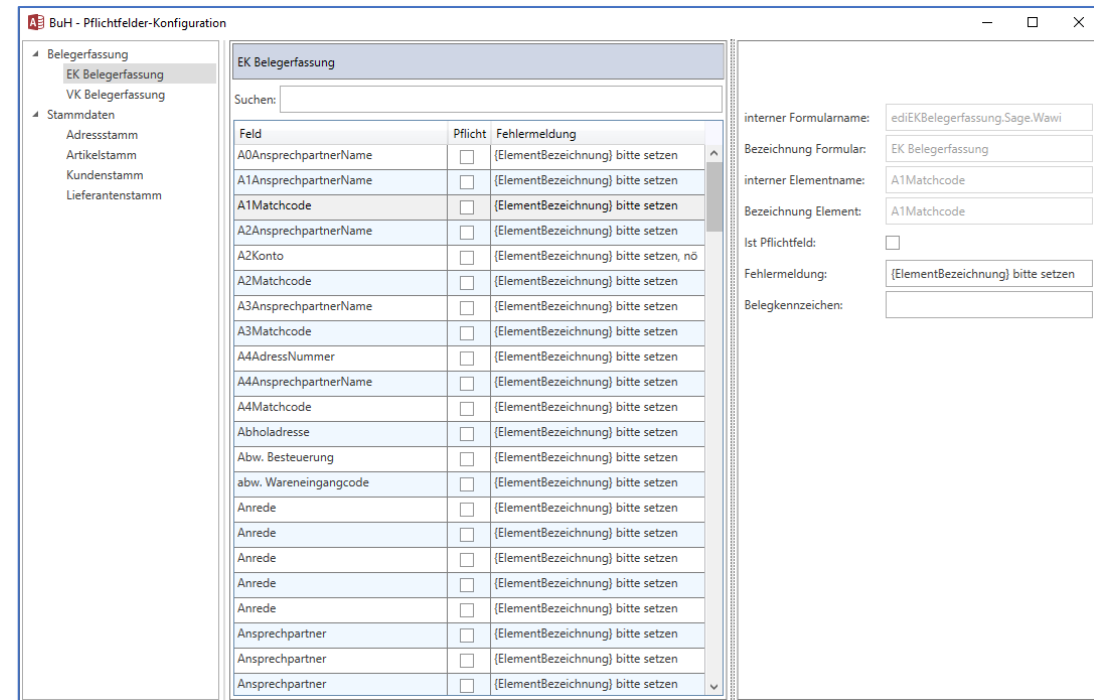 BuH - Pflichtfelder-Konfiguration
Belegerfassung
EK Belegerfassung
VK Belegerfassung
Stammdaten
Adressstamm
Artikelstamm
Kundenstamm
Lieferantenstamm
EK Belegerfassung
Suchen:
Feld Pflicht Fehlermeldung
A0AnsprechpartnerName {ElementBezeichnung} bitte setzen
A1AnsprechpartnerName {ElementBezeichnung} bitte setzen
A1Matchcode {ElementBezeichnung} bitte setzen
A2AnsprechpartnerName {ElementBezeichnung} bitte setzen
A2Konto {ElementBezeichnung} bitte setzen, nö
A2Matchcode {ElementBezeichnung} bitte setzen
A3AnsprechpartnerName {ElementBezeichnung} bitte setzen
A3Matchcode {ElementBezeichnung} bitte setzen
A4AdressNummer {ElementBezeichnung} bitte setzen
A4AnsprechpartnerName {ElementBezeichnung} bitte setzen
A4Matchcode {ElementBezeichnung} bitte setzen
Abholadresse {ElementBezeichnung} bitte setzen
Abw. Besteuerung {ElementBezeichnung} bitte setzen
abw. Wareneingangcode {ElementBezeichnung} bitte setzen
Anrede {ElementBezeichnung} bitte setzen
Anrede {ElementBezeichnung} bitte setzen
Anrede {ElementBezeichnung} bitte setzen
Anrede {ElementBezeichnung} bitte setzen
Anrede {ElementBezeichnung} bitte setzen
Ansprechpartner {ElementBezeichnung} bitte setzen
Ansprechpartner {ElementBezeichnung} bitte setzen
Ansprechpartner {ElementBezeichnung} bitte setzen
interner Formularname: ediEKBelegerfassung.Sage.Wawi
Bezeichnung Formular: EK Belegerfassung
interner Elementname: A1Matchcode
Bezeichnung Element: A1Matchcode
Ist Pflichtfeld:
Fehlermeldung: {ElementBezeichnung} bitte setzen
Belegkennzeichen: